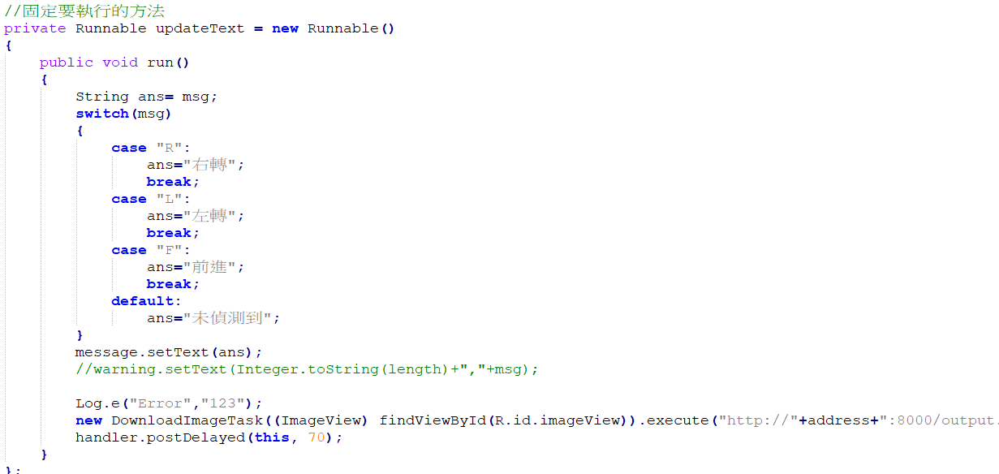 //固定要執行的方法
private Runnable updateText = new Runnable()
{
    public void run()
    {
        String ans= msg;
        switch(msg)
        {
            case "R":
                ans="右轉";
                break;
            case "L":
                ans="左轉";
                break;
            case "F":
                ans="前進";
                break;
            default:
                ans="未偵測到";
        }
        message.setText(ans);
        //warning.setText(Integer.toString(length)+","+msg);

        Log.e("Error","123");
        new DownloadImageTask((ImageView) findViewById(R.id.imageView)).execute("http://"+address+":8000/output.
        handler.postDelayed(this, 70);
    }
};